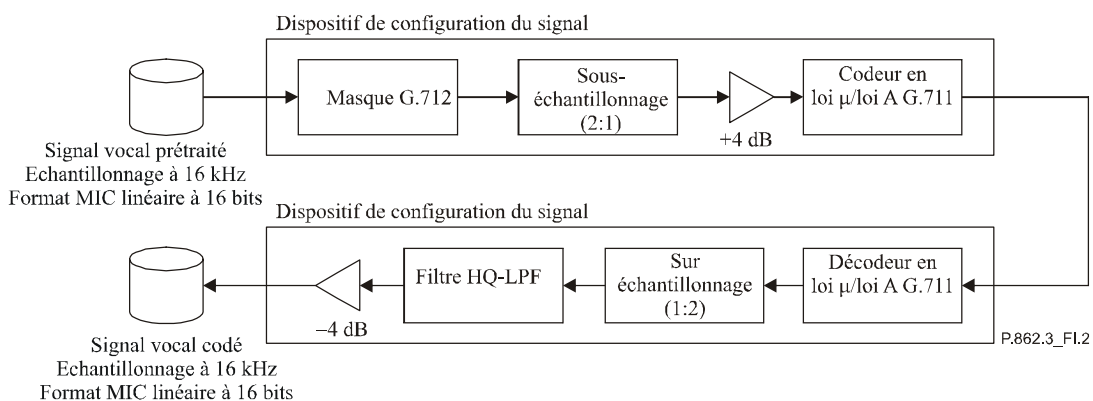 Dispositif de configuration du signal
Masque G.712
Sous-
échantillonnage
(2:1)
+4 dB
Codeur en
loi μ/loi A G.711
Signal vocal prétraité
Echantillonnage à 16 kHz
Format MIC linéaire à 16 bits
Dispositif de configuration du signal
Décodeur en
loi μ/loi A G.711
Sur
échantillonnage
(1:2)
Filtre HQ-LPF
−4 dB
Signal vocal codé
Echantillonnage à 16 kHz
Format MIC linéaire à 16 bits
P.862.3_FI.2